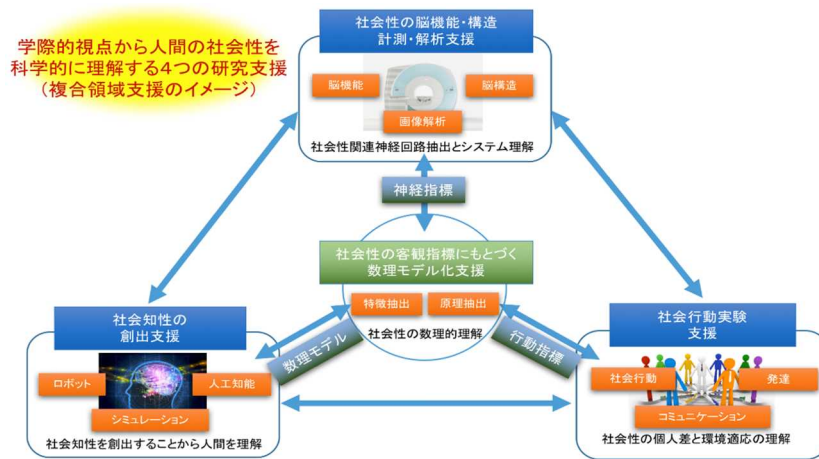 学際的視点から人間の社会性を
科学的に理解する4つの研究支援
(複合領域支援のイメージ)
社会性の脳機能・構造
計測・解析支援
脳機能
脳構造
画像解析
社会性関連神経回路抽出とシステム理解
神経指標
社会性の客観指標にもとづく
数理モデル化支援
特徴抽出
原理抽出
社会性の数理的理解
数理モデル
行動指標
社会知性の
創出支援
ロボット
人工知能
シミュレーション
社会知性を創出することから人間を理解
社会行動実験
支援
社会行動
発達
コミュニケーション
社会性の個人差と環境適応の理解